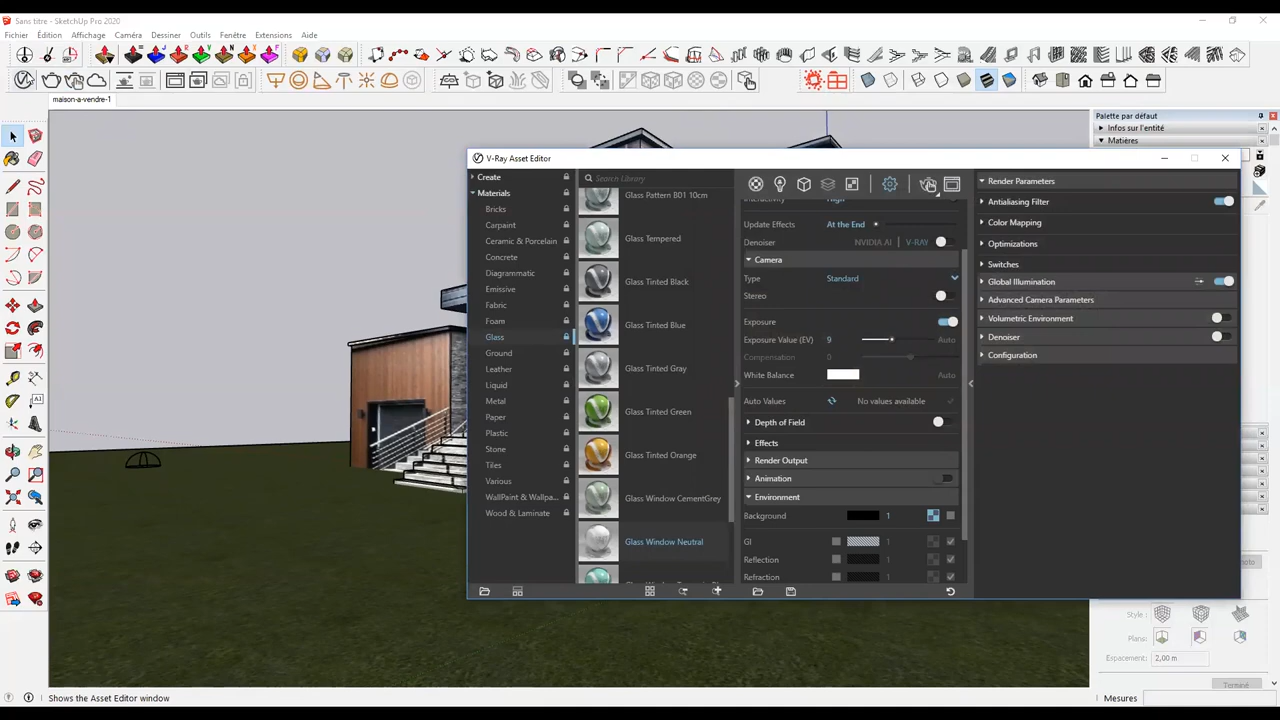 Sans titre - SketchUp Pro 2020
Fichier Édition Affichage Caméra Dessiner Outils Fenêtre Extensions Aide
maison-a-vendre-1
Palette par défaut
Infos sur l'entité
Matières
V-Ray Asset Editor
Create
Materials
Bricks
Carpaint
Ceramic & Porcelain
Concrete
Diagrammatic
Emissive
Fabric
Foam
Glass
Ground
Leather
Liquid
Metal
Paper
Plastic
Stone
Tiles
Various
WallPaint & Wallpa...
Wood & Laminate
Search Library
Glass Pattern B01 10cm
Glass Tempered
Glass Tinted Black
Glass Tinted Blue
Glass Tinted Gray
Glass Tinted Green
Glass Tinted Orange
Glass Window CementGrey
Glass Window Neutral
Update Effects At the End
Denoiser NVIDIA AI | V-RAY
Camera
Type Standard
Stereo
Exposure
Exposure Value (EV) 9 Auto
Compensation 0
White Balance Auto
Auto Values No values available
Depth of Field
Effects
Render Output
Animation
Environment
Background 1
GI 1
Reflection 1
Refraction 1
Render Parameters
Antialiasing Filter
Color Mapping
Optimizations
Switches
Global Illumination
Advanced Camera Parameters
Volumetric Environment
Denoiser
Configuration
Style :
Plans:
Espacement: 2,00 m
Terminé
Shows the Asset Editor window
Mesures